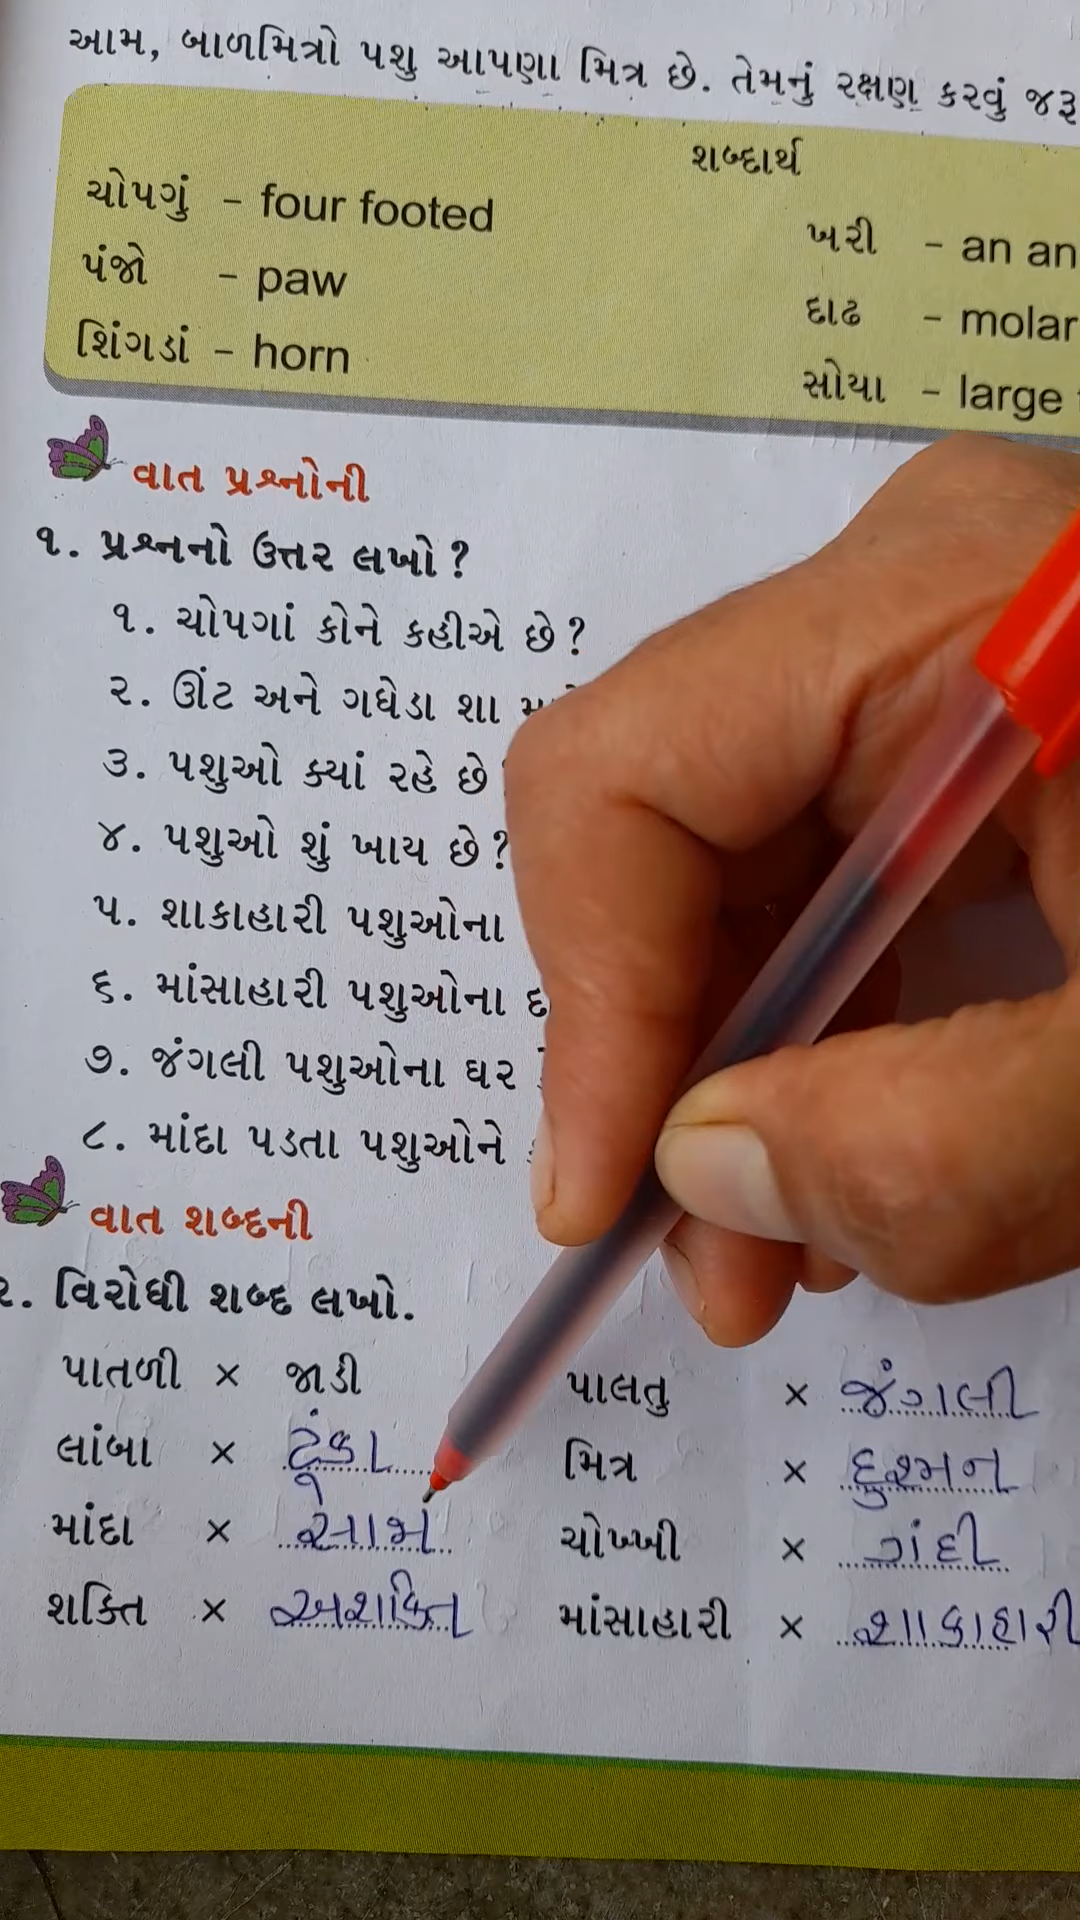 આમ, બાળમિત્રો પશુ આપણા મિત્ર છે. તેમનું રક્ષણ કરવું જરૂ
શબ્દાર્થ
ચોપગું - four footed
ખરી - an an
પંજો - paw
દાઢ - molar
શિંગડાં - horn
સોયા - large
વાત પ્રશ્નોની
૧. પ્રશ્નનો ઉત્તર લખો ?
૧. ચોપગાં કોને કહીએ છે ?
૨. ઊંટ અને ગધેડા શા
૩. પશુઓ ક્યાં રહે છે
૪. પશુઓ શું ખાય છે ?
૫. શાકાહારી પશુઓના
૬. માંસાહારી પશુઓના
૭. જંગલી પશુઓના ઘર
૮. માંદા પડતા પશુઓને
વાત શબ્દની
૨. વિરોધી શબ્દ લખો.
પાતળી × જાડી
પાલતુ × જંગલી
લાંબા × ટૂંકા
મિત્ર × દુશ્મન
માંદા × સાજા
ચોખ્ખી × ગંદી
શક્તિ × અશક્તિ
માંસાહારી × શાકાહારી